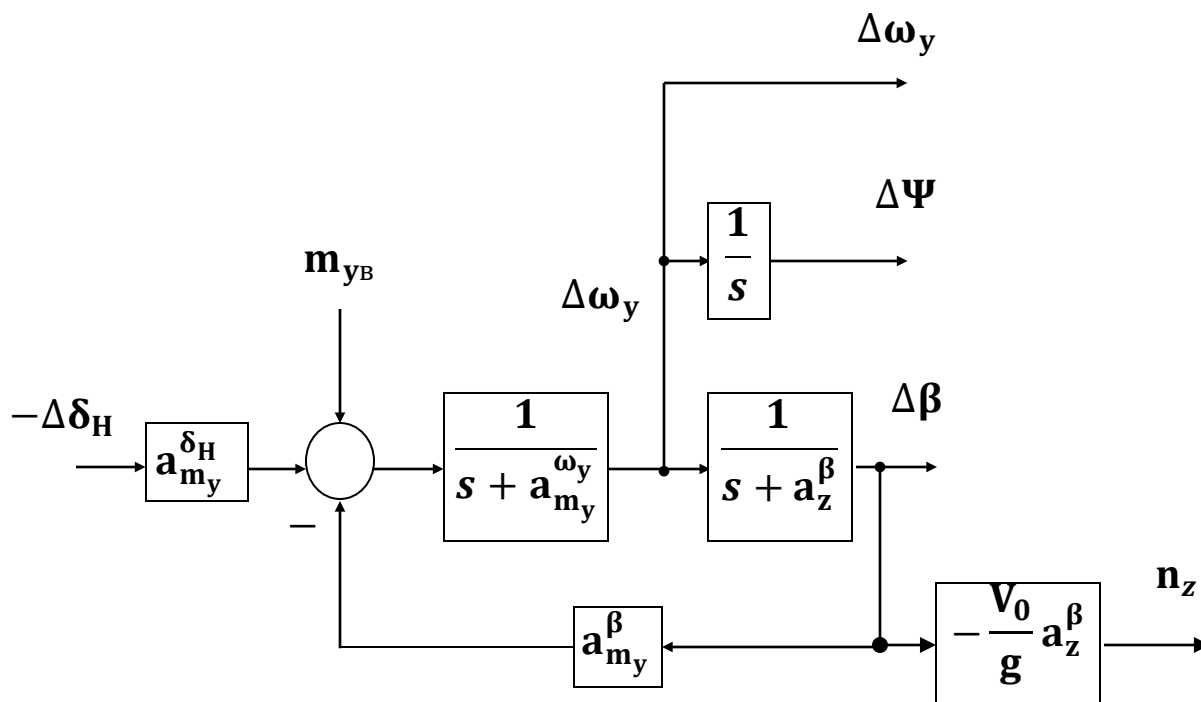 Δω_y
ΔΨ
1/s
m_yв
Δω_y
−Δδ_H
a_{m_y}^{δ_H}
−
1/(s + a_{m_y}^{ω_y})
1/(s + a_z^β)
Δβ
a_{m_y}^β
−(V_0/g) a_z^β
n_z